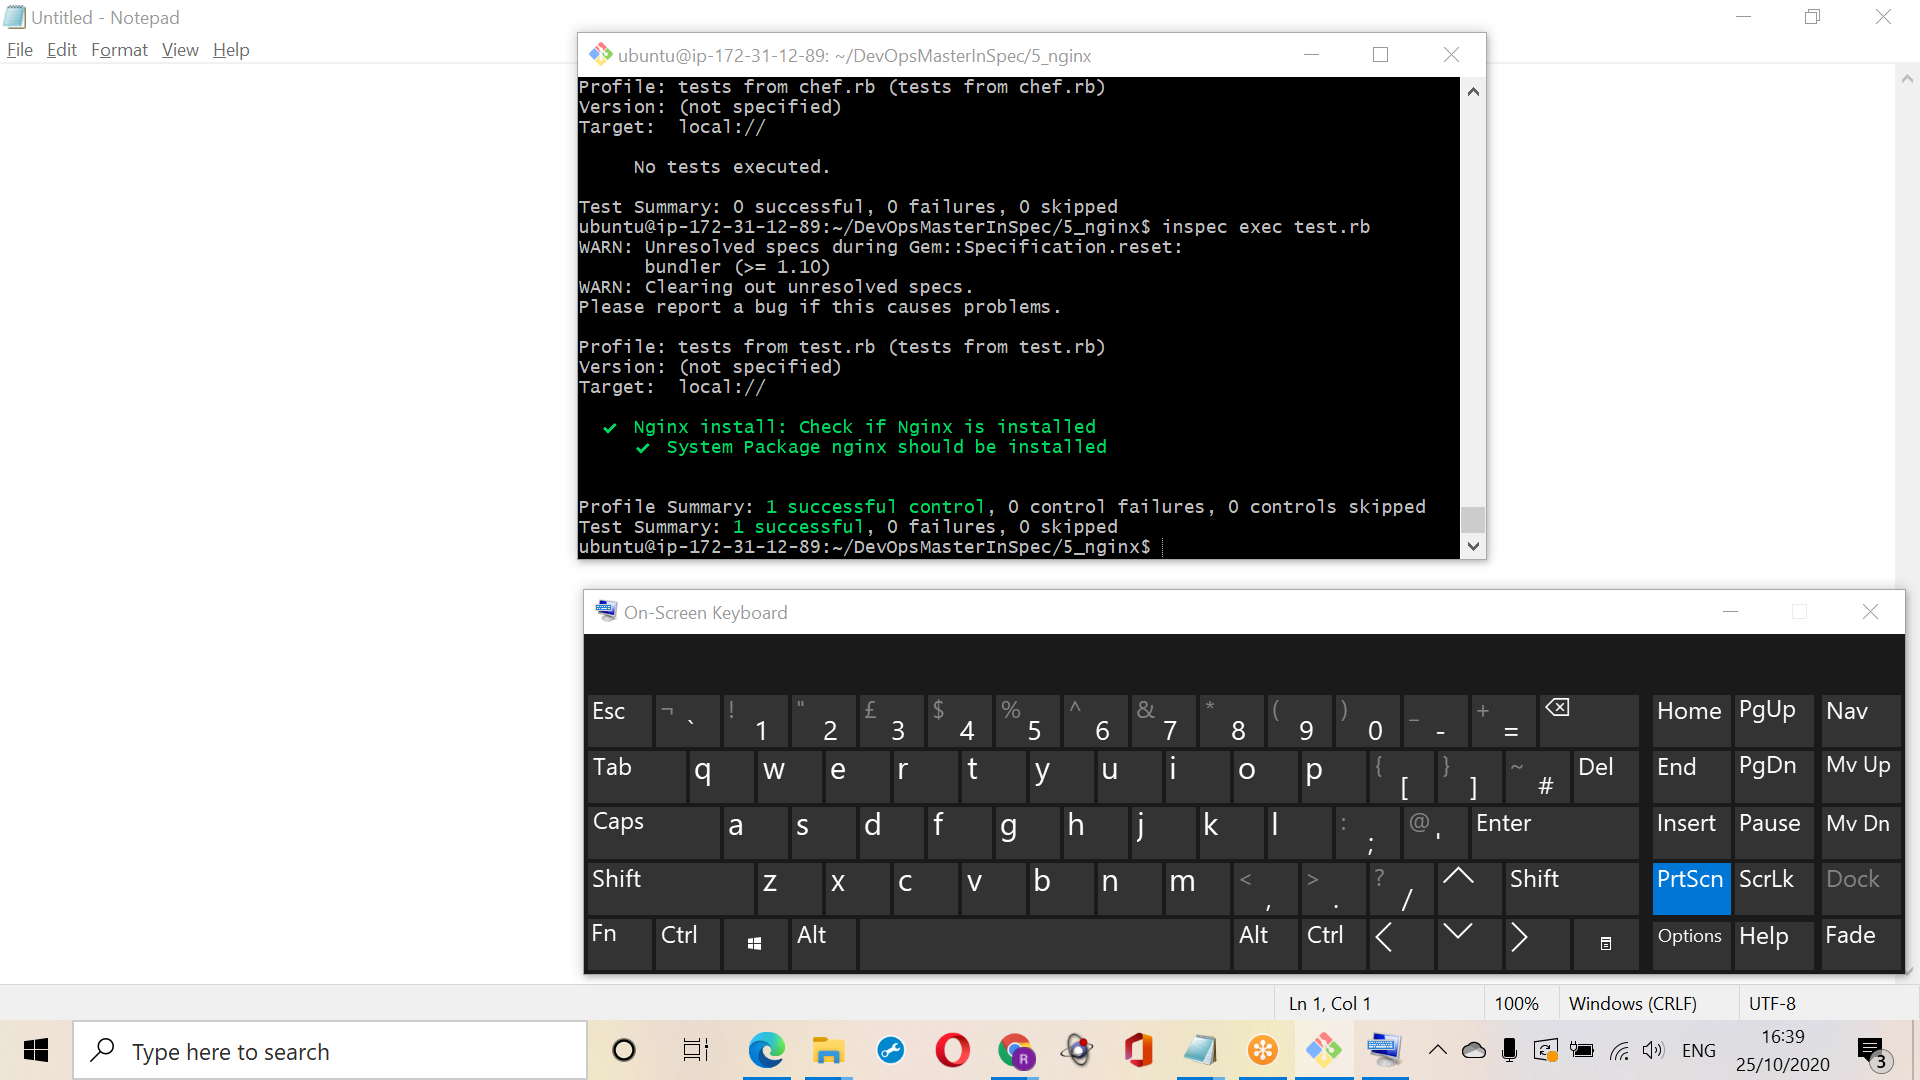 Untitled - Notepad
File Edit Format View Help
ubuntu@ip-172-31-12-89: ~/DevOpsMasterInSpec/5_nginx
Profile: tests from chef.rb (tests from chef.rb)
Version: (not specified)
Target:  local://
No tests executed.
Test Summary: 0 successful, 0 failures, 0 skipped
ubuntu@ip-172-31-12-89:~/DevOpsMasterInSpec/5_nginx$ inspec exec test.rb
WARN: Unresolved specs during Gem::Specification.reset:
bundler (>= 1.10)
WARN: Clearing out unresolved specs.
Please report a bug if this causes problems.
Profile: tests from test.rb (tests from test.rb)
Version: (not specified)
Target:  local://
✔ Nginx install: Check if Nginx is installed
✔ System Package nginx should be installed
Profile Summary: 1 successful control, 0 control failures, 0 controls skipped
Test Summary: 1 successful, 0 failures, 0 skipped
ubuntu@ip-172-31-12-89:~/DevOpsMasterInSpec/5_nginx$
On-Screen Keyboard
Esc ¬ ` ! 1 " 2 £ 3 $ 4 % 5 ^ 6 & 7 * 8 ( 9 ) 0 _ - + = Home PgUp Nav
Tab q w e r t y u i o p { [ } ] ~ # Del End PgDn Mv Up
Caps a s d f g h j k l : ; @ ' Enter Insert Pause Mv Dn
Shift z x c v b n m < , > . ? / Shift PrtScn ScrLk Dock
Fn Ctrl Alt Alt Ctrl Options Help Fade
Ln 1, Col 1 100% Windows (CRLF) UTF-8
Type here to search
R
ENG
16:39
25/10/2020
3